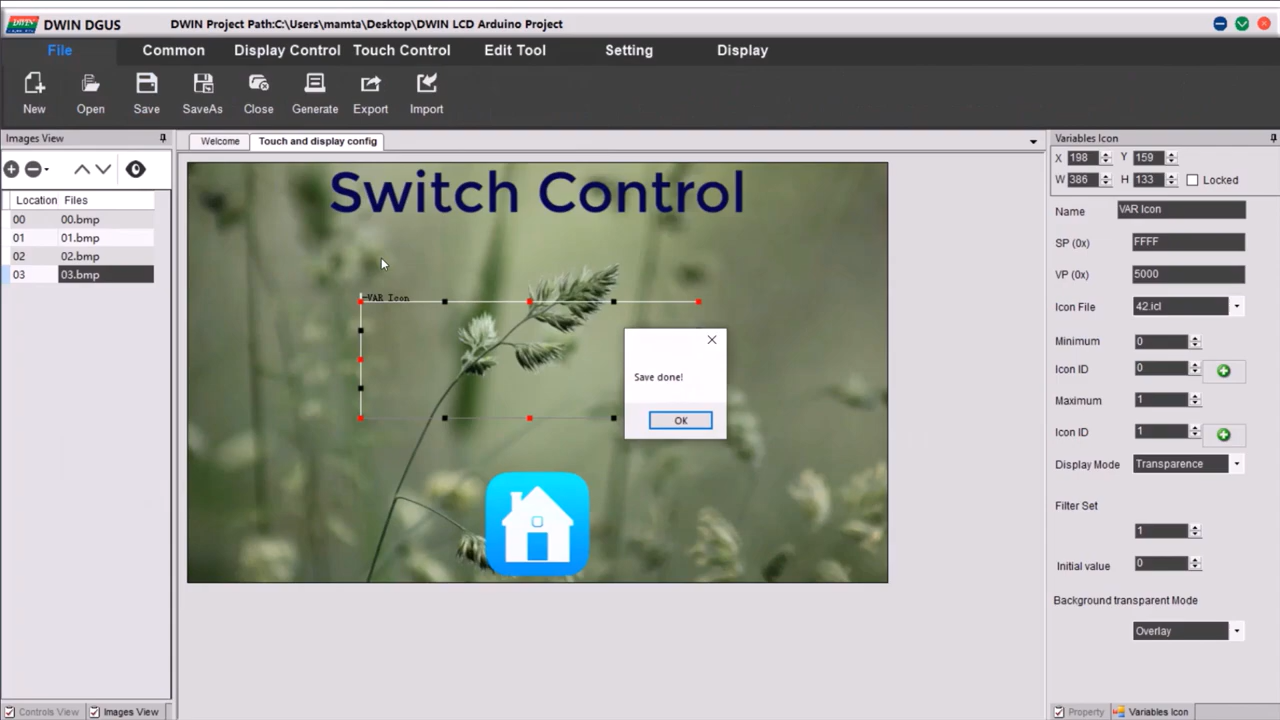 DWIN DGUS DWIN Project Path:C:\Users\mamta\Desktop\DWIN LCD Arduino Project
File Common Display Control Touch Control Edit Tool Setting Display
New Open Save SaveAs Close Generate Export Import
Images View
Welcome Touch and display config
Variables Icon
X 198 Y 159
W 386 H 133 Locked
Location Files
00 00.bmp
01 01.bmp
02 02.bmp
03 03.bmp
Switch Control
VAR Icon
Save done!
OK
Name VAR Icon
SP (0x) FFFF
VP (0x) 5000
Icon File 42.icl
Minimum 0
Icon ID 0
Maximum 1
Icon ID 1
Display Mode Transparence
Filter Set
1
Initial value 0
Background transparent Mode
Overlay
Controls View Images View
Property Variables Icon